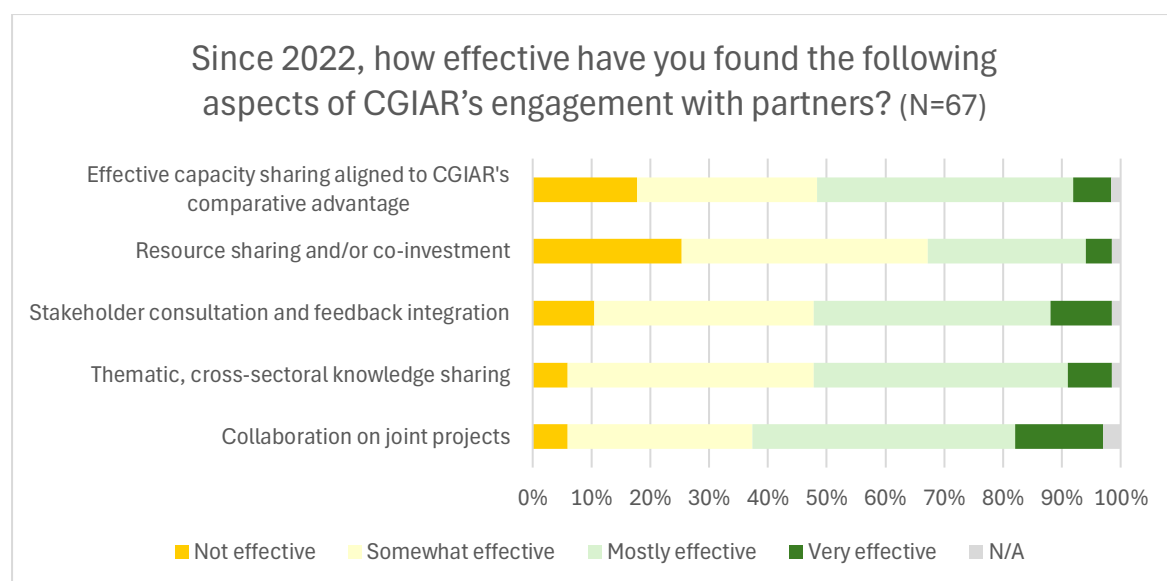 Since 2022, how effective have you found the following
aspects of CGIAR's engagement with partners? (N=67)
Effective capacity sharing aligned to CGIAR's
comparative advantage
Resource sharing and/or co-investment
Stakeholder consultation and feedback integration
Thematic, cross-sectoral knowledge sharing
Collaboration on joint projects
0% 10% 20% 30% 40% 50% 60% 70% 80% 90% 100%
Not effective Somewhat effective Mostly effective Very effective N/A